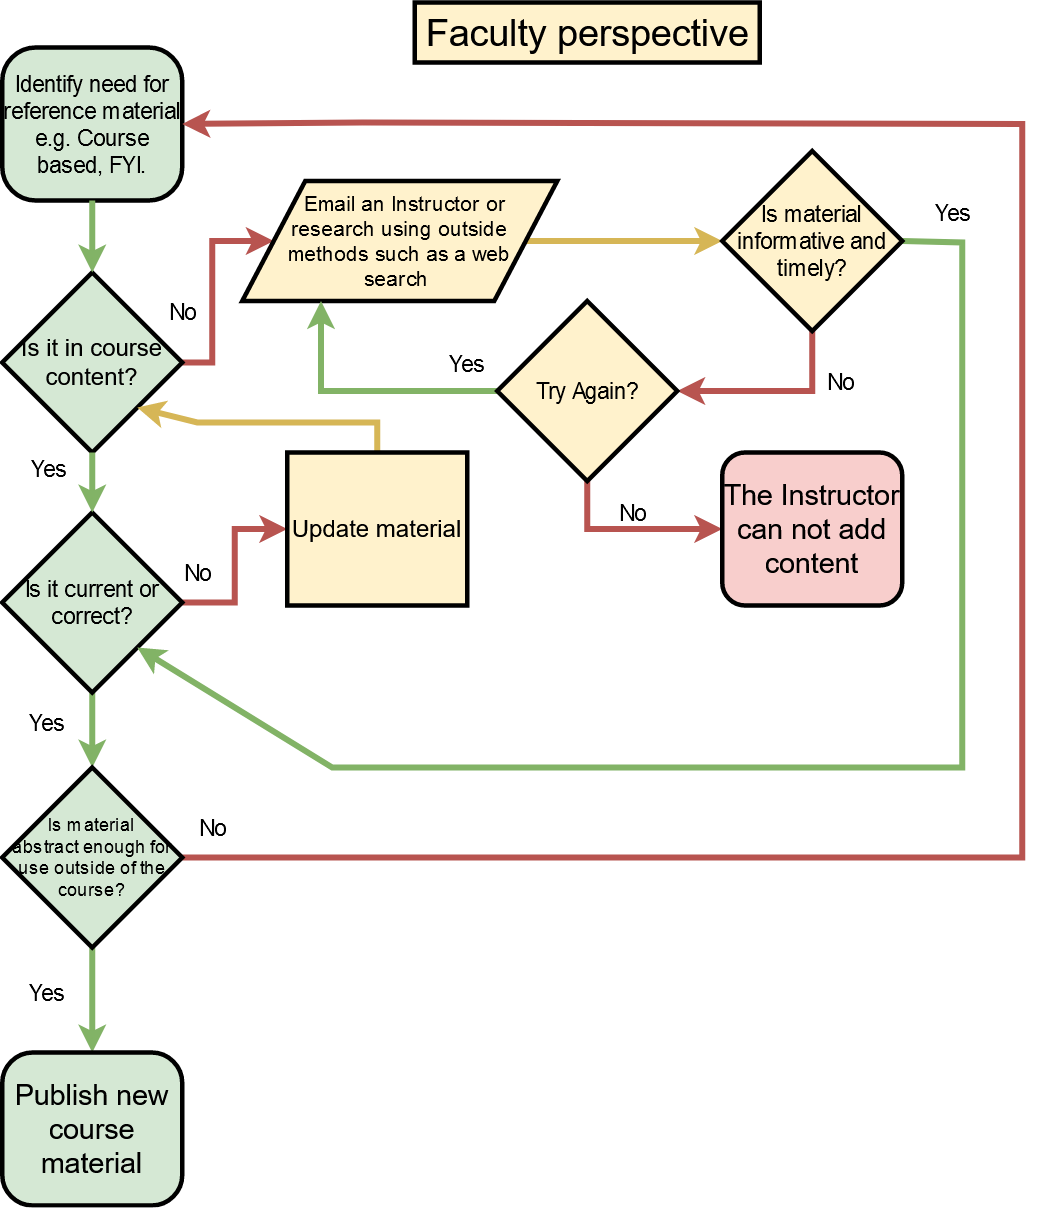 Faculty perspective
Identify need for
reference material
e.g. Course
based, FYI.
Email an Instructor or
research using outside
methods such as a web
search
Is material
informative and
timely?
Yes
No
Is it in course
content?
Yes
Try Again?
No
Yes
Update material
No
The Instructor
can not add
content
Is it current or
correct?
No
Yes
Is material
abstract enough for
use outside of the
course?
No
Yes
Publish new
course
material